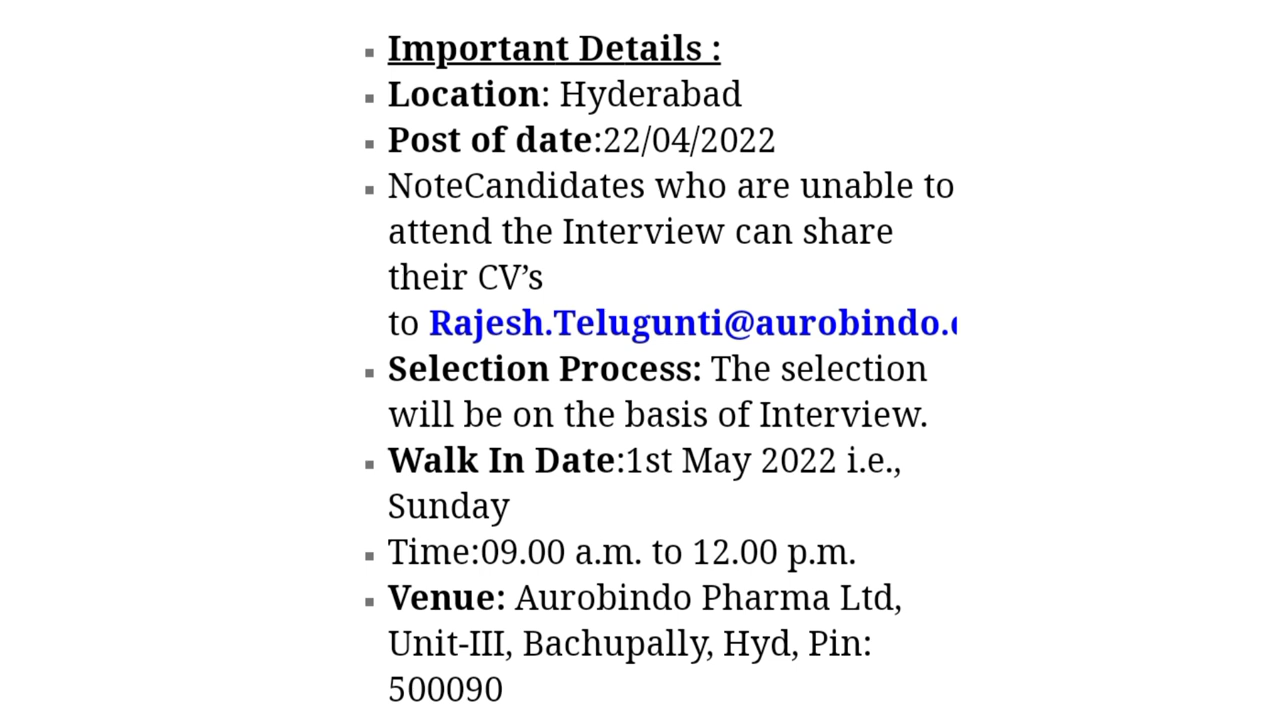 Important Details :
Location: Hyderabad
Post of date:22/04/2022
NoteCandidates who are unable to
attend the Interview can share
their CV’s
to Rajesh.Telugunti@aurobindo.
Selection Process: The selection
will be on the basis of Interview.
Walk In Date:1st May 2022 i.e.,
Sunday
Time:09.00 a.m. to 12.00 p.m.
Venue: Aurobindo Pharma Ltd,
Unit-III, Bachupally, Hyd, Pin:
500090